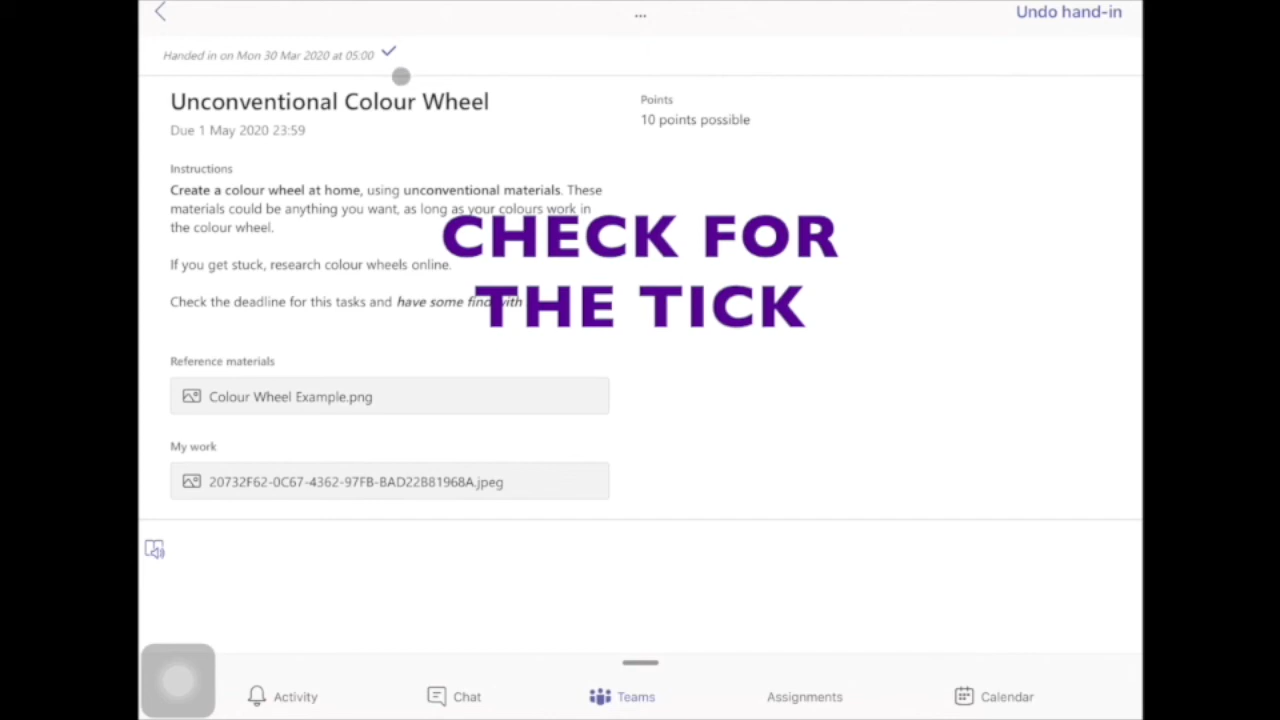 Undo hand-in
Handed in on Mon 30 Mar 2020 at 05:00
Unconventional Colour Wheel
Due 1 May 2020 23:59
Points
10 points possible
Instructions
Create a colour wheel at home, using unconventional materials. These
materials could be anything you want, as long as your colours work in
the colour wheel.
If you get stuck, research colour wheels online.
Check the deadline for this tasks and have some find with
CHECK FOR
THE TICK
Reference materials
Colour Wheel Example.png
My work
20732F62-0C67-4362-97FB-BAD22B81968A.jpeg
Activity
Chat
Teams
Assignments
Calendar